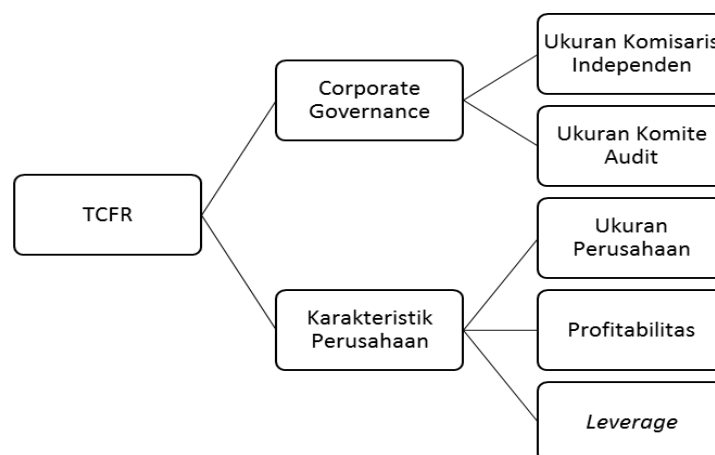 TCFR
Corporate
Governance
Ukuran Komisaris
Independen
Ukuran Komite
Audit
Karakteristik
Perusahaan
Ukuran
Perusahaan
Profitabilitas
Leverage